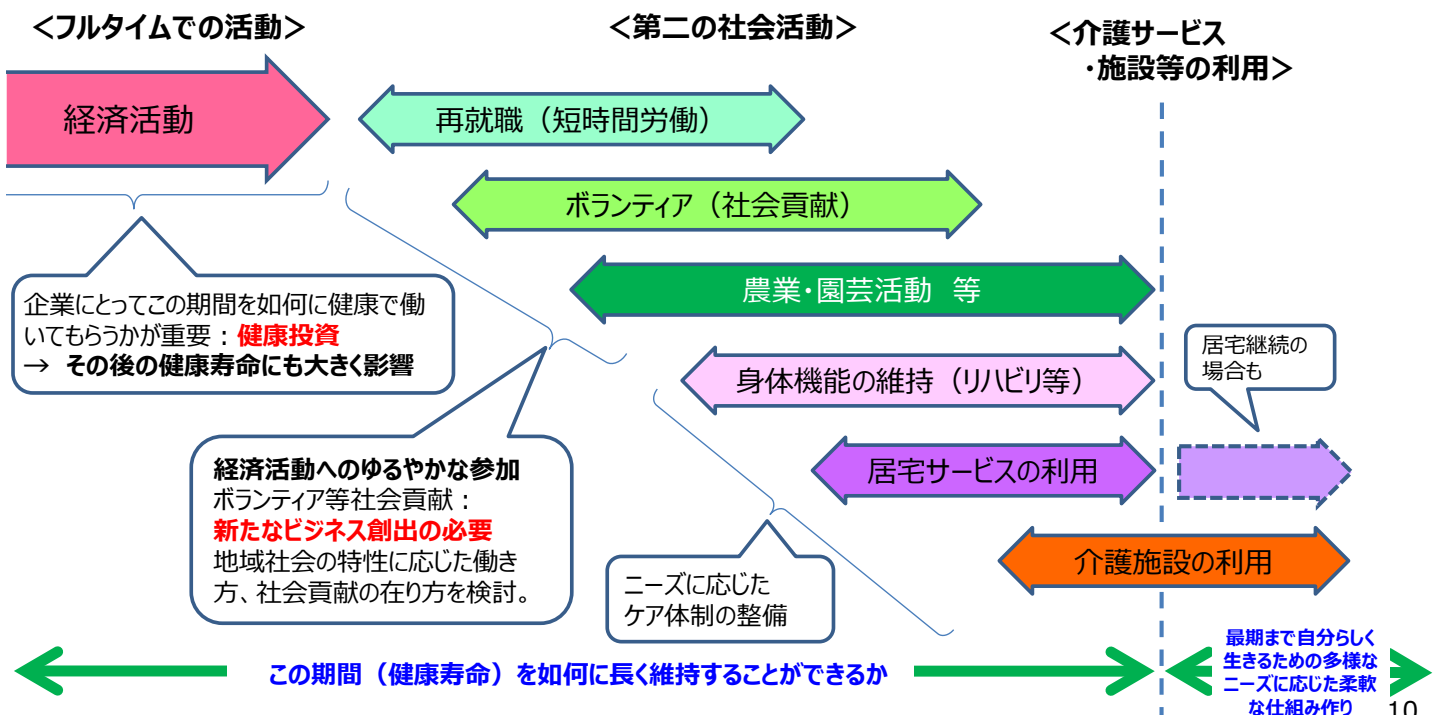 ＜フルタイムでの活動＞
＜第二の社会活動＞
＜介護サービス
・施設等の利用＞
経済活動
再就職（短時間労働）
ボランティア（社会貢献）
農業・園芸活動　等
企業にとってこの期間を如何に健康で働
いてもらうかが重要：健康投資
→ その後の健康寿命にも大きく影響
身体機能の維持（リハビリ等）
居宅継続の
場合も
経済活動へのゆるやかな参加
ボランティア等社会貢献：
新たなビジネス創出の必要
地域社会の特性に応じた働き
方、社会貢献の在り方を検討。
居宅サービスの利用
介護施設の利用
ニーズに応じた
ケア体制の整備
この期間（健康寿命）を如何に長く維持することができるか
最期まで自分らしく
生きるための多様な
ニーズに応じた柔軟
な仕組み作り
10